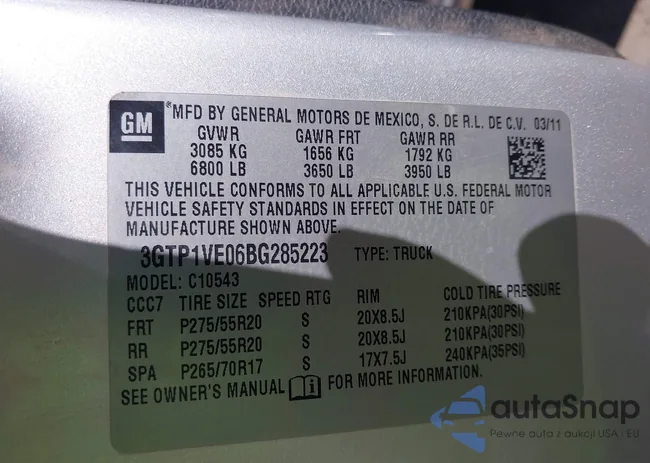 GM
®MFD BY GENERAL MOTORS DE MEXICO, S. DE R.L. DE C.V. 03/11
GVWR GAWR FRT GAWR RR
3085 KG 1656 KG 1792 KG
6800 LB 3650 LB 3950 LB
THIS VEHICLE CONFORMS TO ALL APPLICABLE U.S. FEDERAL MOTOR
VEHICLE SAFETY STANDARDS IN EFFECT ON THE DATE OF
MANUFACTURE SHOWN ABOVE.
3GTP1VE06BG285223 TYPE: TRUCK
MODEL: C10543
CCC7 TIRE SIZE SPEED RTG RIM COLD TIRE PRESSURE
FRT P275/55R20 S 20X8.5J 210KPA(30PSI)
RR P275/55R20 S 20X8.5J 210KPA(30PSI)
SPA P265/70R17 S 17X7.5J 240KPA(35PSI)
SEE OWNER'S MANUAL FOR MORE INFORMATION.
autaSnap
Pewne auta z aukcji USA - EU